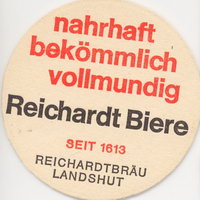 nahrhaft
bekömmlich
vollmundig
Reichardt Biere
SEIT 1613
REICHARDTBRÄU
LANDSHUT